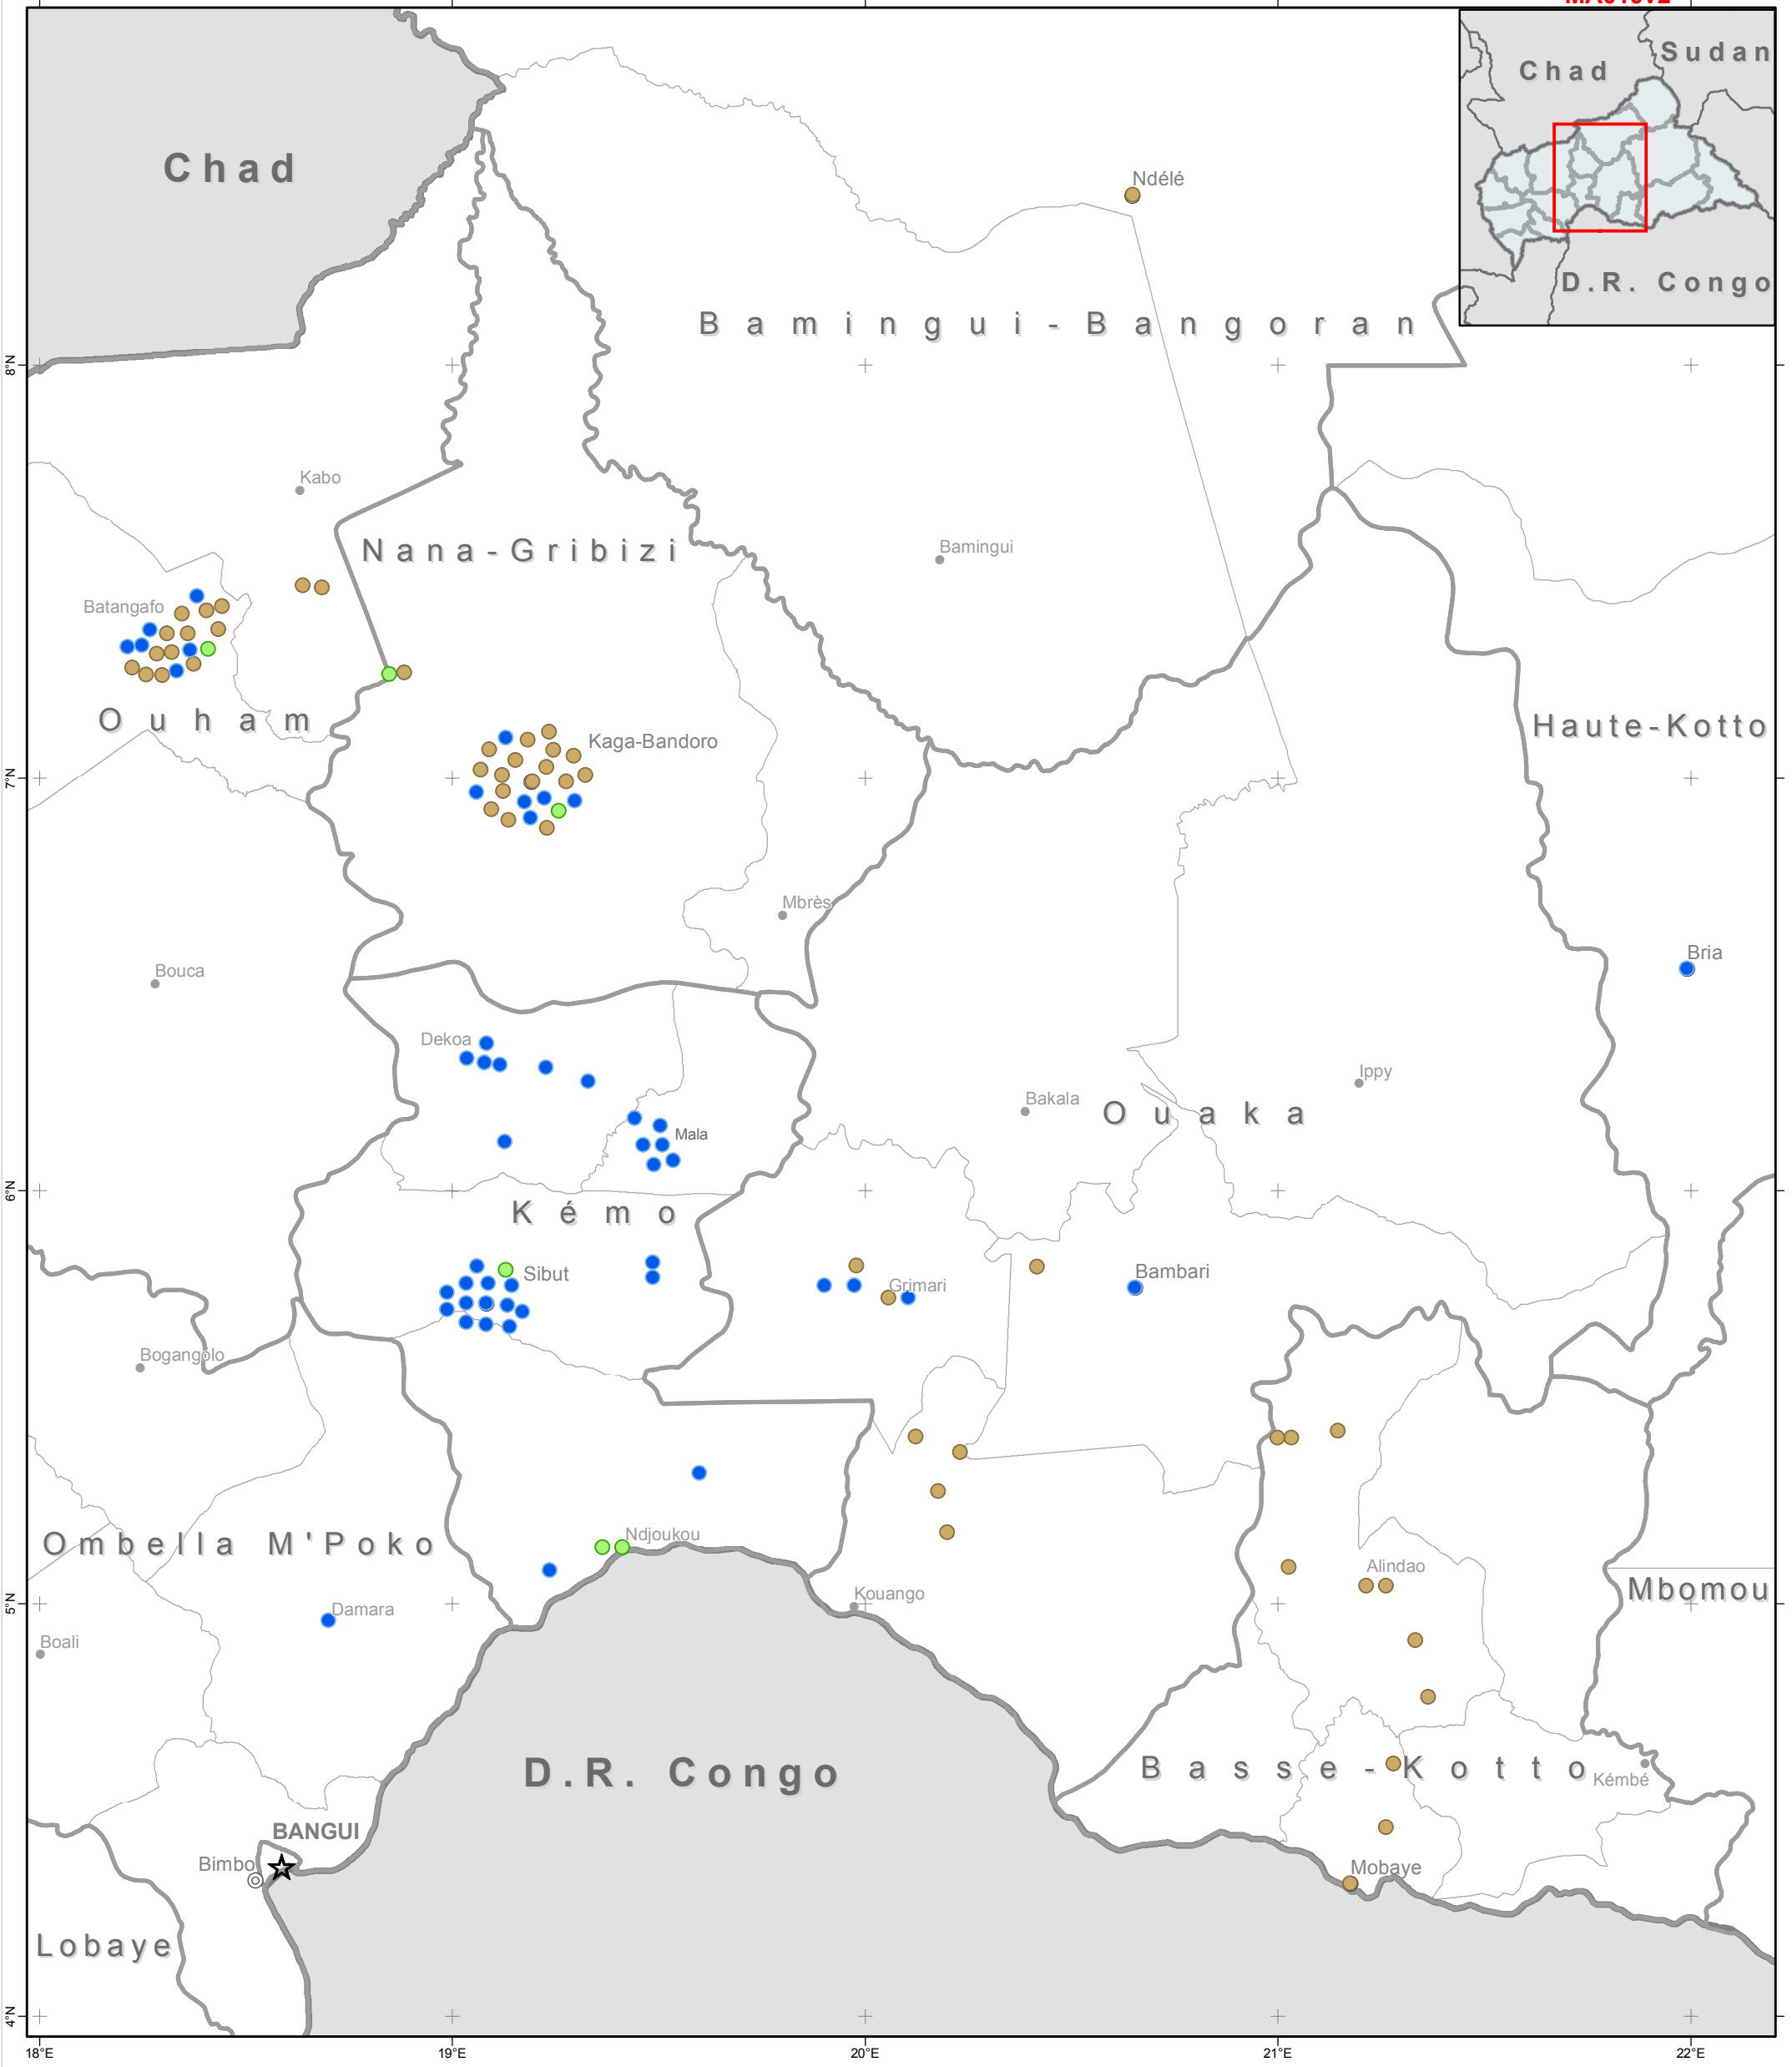 Chad
Sudan
Chad
D.R. Congo
Ndélé
Bamingui-Bangoran
8°N
Kabo
Nana-Gribizi
Bamingui
Batangafo
Ouham
Haute-Kotto
Kaga-Bandoro
7°N
Mbrès
Bria
Bouca
Dekoa
Ippy
Bakala
Ouaka
Mala
6°N
Kémo
Sibut
Bambari
Grimari
Bogangolo
Ndjoukou
Ombella M'Poko
Alindao
Mbomou
Kouango
5°N
Damara
Boali
D.R. Congo
Basse-Kotto
Kémbé
BANGUI
Bimbo
Mobaye
Lobaye
4°N
18°E
19°E
20°E
21°E
22°E